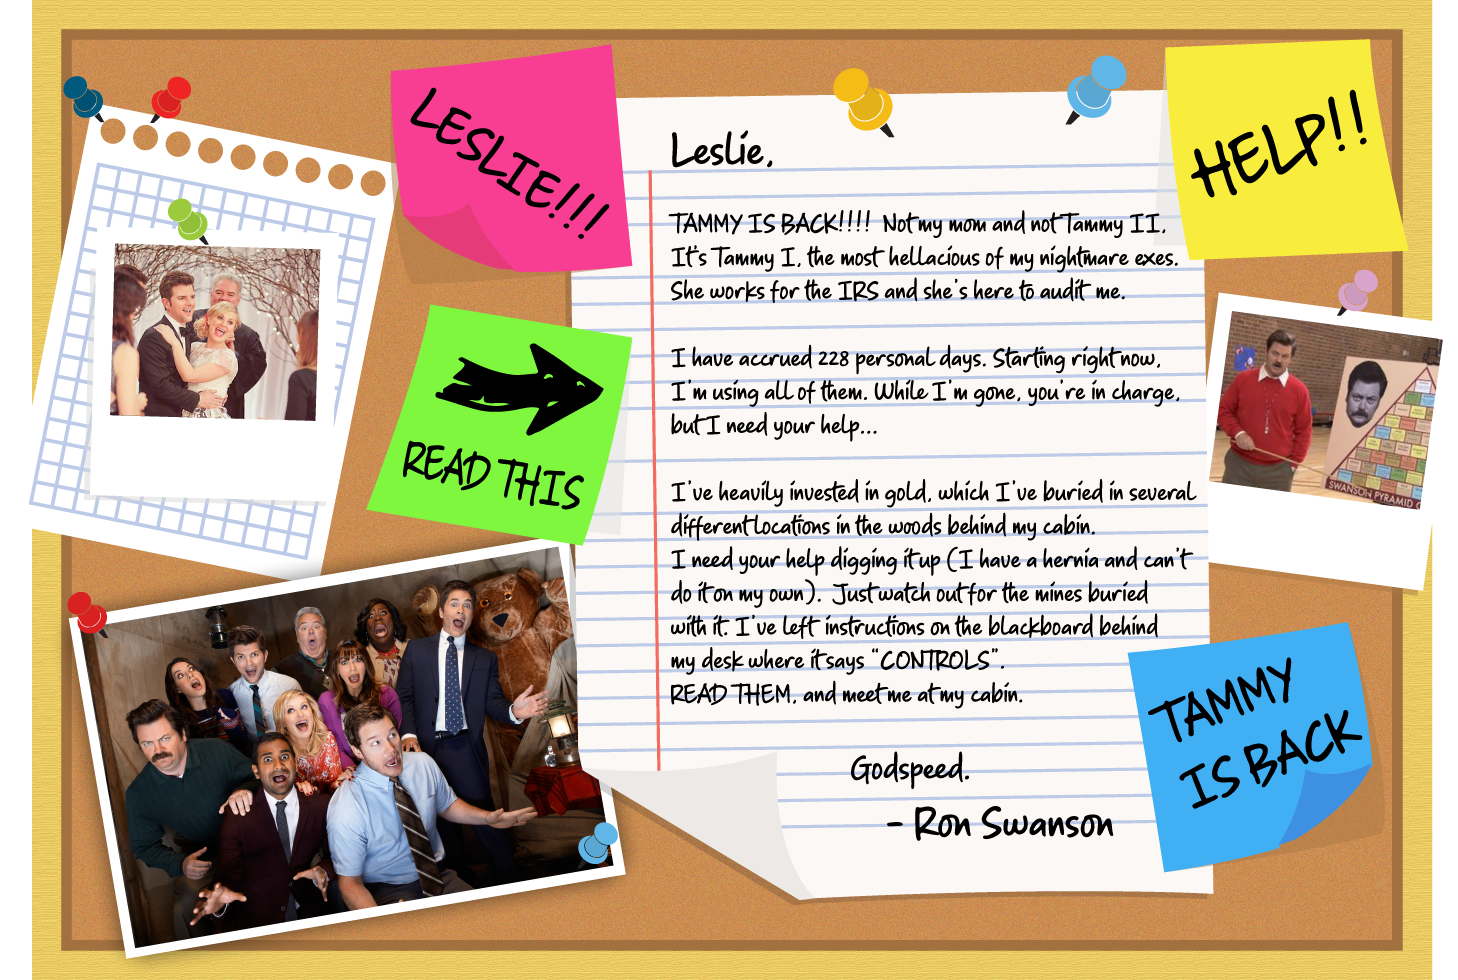 LESLIE!!!
HELP!!
READ THIS
Leslie,
TAMMY IS BACK!!!! Not my mom and not Tammy II.
It's Tammy I, the most hellacious of my nightmare exes.
She works for the IRS and she's here to audit me.
I have accrued 228 personal days. Starting right now,
I'm using all of them. While I'm gone, you're in charge,
but I need your help...
I've heavily invested in gold, which I've buried in several
different locations in the woods behind my cabin.
I need your help digging it up (I have a hernia and can't
do it on my own). Just watch out for the mines buried
with it. I've left instructions on the blackboard behind
my desk where it says "CONTROLS".
READ THEM, and meet me at my cabin.
Godspeed.
- Ron Swanson
SWANSON PYRAMID
TAMMY
IS BACK